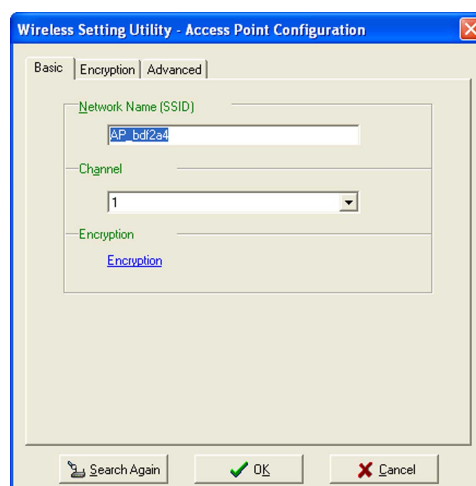 Wireless Setting Utility - Access Point Configuration
Basic Encryption Advanced
Network Name (SSID)
AP_bdf2a4
Channel
1
Encryption
Encryption
Search Again OK Cancel